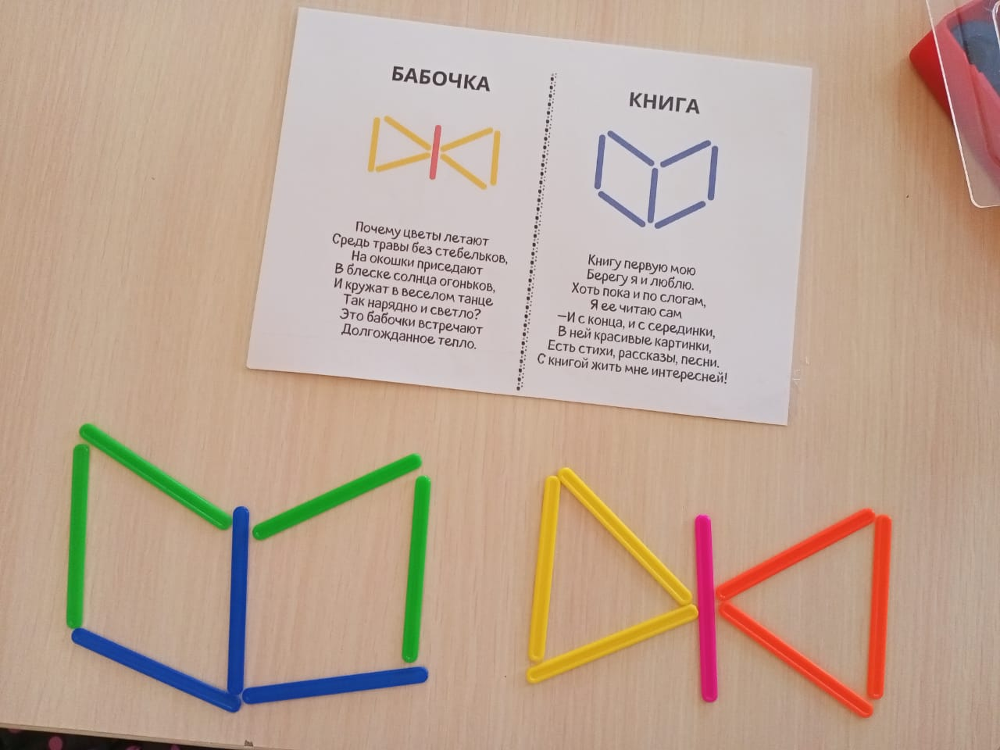 БАБОЧКА
Почему цветы летают
Средь травы без стебельков,
На окошки приседают
В блеске солнца огоньков,
И кружат в веселом танце
Так нарядно и светло?
Это бабочки встречают
Долгожданное тепло.
КНИГА
Книгу первую мою
Берегу я и люблю.
Хоть пока и по слогам,
Я ее читаю сам
—И с конца, и с серединки,
В ней красивые картинки,
Есть стихи, рассказы, песни.
С книгой жить мне интересней!